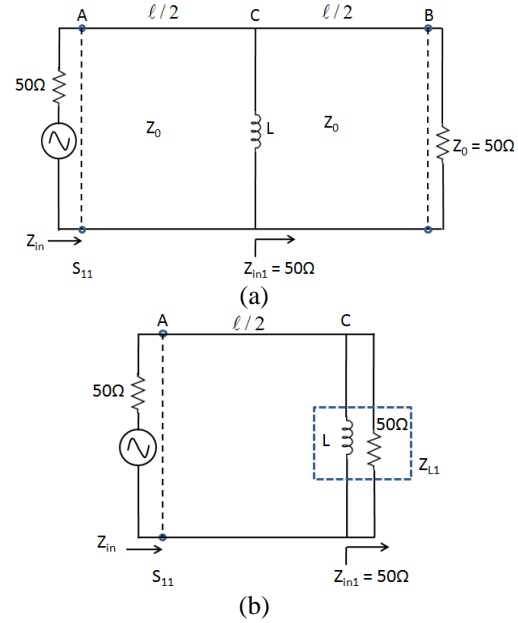 A ℓ/2 C ℓ/2 B
50Ω
Z₀ L Z₀
Z₀ = 50Ω
Zin
S₁₁ Zin1 = 50Ω
(a)
A ℓ/2 C
50Ω
L 50Ω
ZL1
Zin
S₁₁ Zin1 = 50Ω
(b)